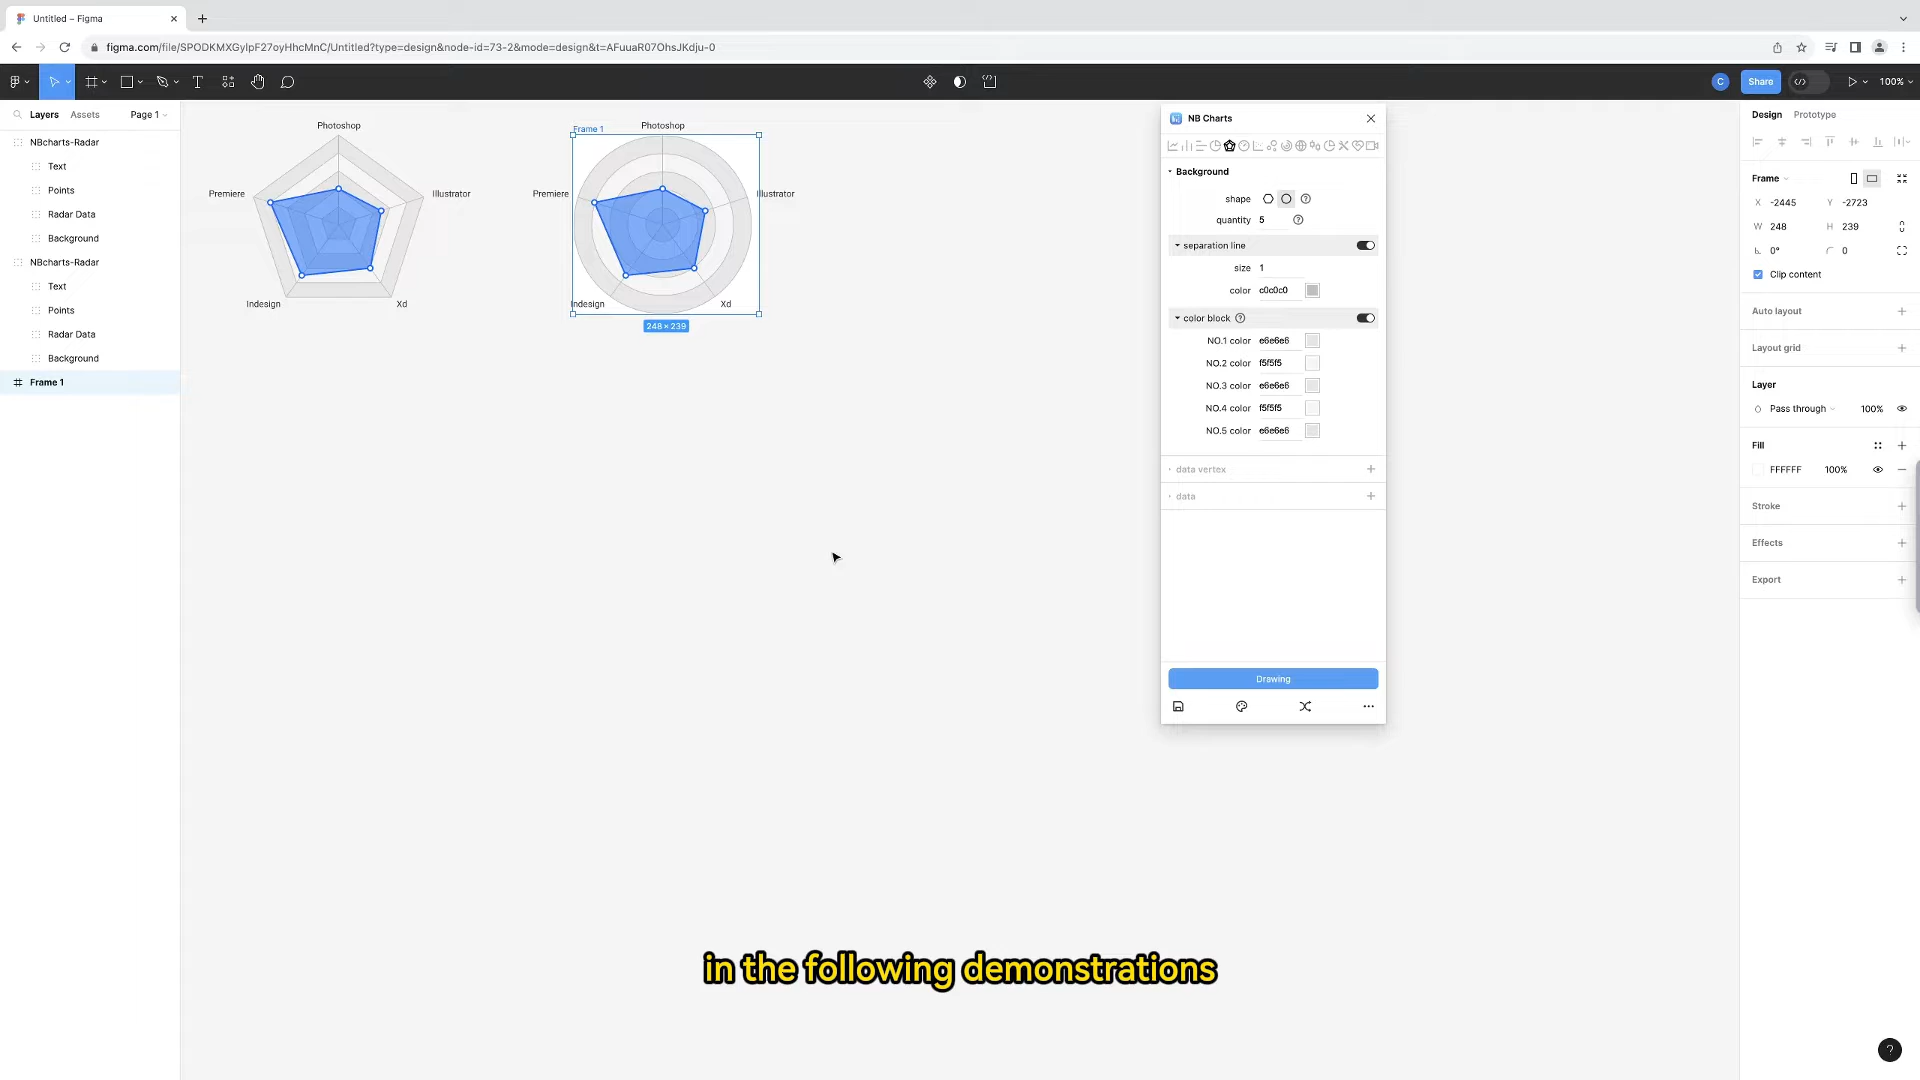 Untitled – Figma
figma.com/file/SPODKMXGylpF27oyHhcMnC/Untitled?type=design&node-id=73-2&mode=design&t=AFuuaR07OhsJKdju-0
C
Share
100%
Layers
Assets
Page 1
NBcharts-Radar
Text
Points
Radar Data
Background
NBcharts-Radar
Text
Points
Radar Data
Background
Frame 1
Photoshop
Premiere
Illustrator
Indesign
Xd
Frame 1
Photoshop
Premiere
Illustrator
Indesign
Xd
248 × 239
NB Charts
Background
shape
quantity 5
separation line
size 1
color c0c0c0
color block
NO.1 color e6e6e6
NO.2 color f5f5f5
NO.3 color e6e6e6
NO.4 color f5f5f5
NO.5 color e6e6e6
data vertex
data
Drawing
Design
Prototype
Frame
X -2445 Y -2723
W 248 H 239
0° 0
Clip content
Auto layout
Layout grid
Layer
Pass through 100%
Fill
FFFFFF 100%
Stroke
Effects
Export
in the following demonstrations
?